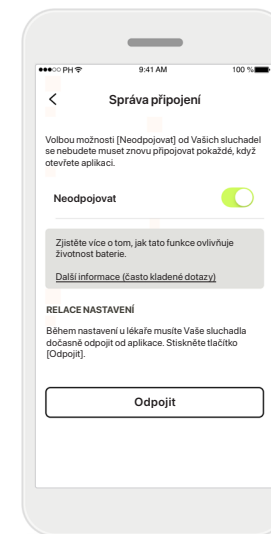 PH 9:41 AM 100 %
Správa připojení
Volbou možnosti [Neodpojovat] od Vašich sluchadel
se nebudete muset znovu připojovat pokaždé, když
otevřete aplikaci.
Neodpojovat
Zjistěte více o tom, jak tato funkce ovlivňuje
životnost baterie.
Další informace (často kladené dotazy)
RELACE NASTAVENÍ
Během nastavení u lékaře musíte Vaše sluchadla
dočasně odpojit od aplikace. Stiskněte tlačítko
[Odpojit].
Odpojit